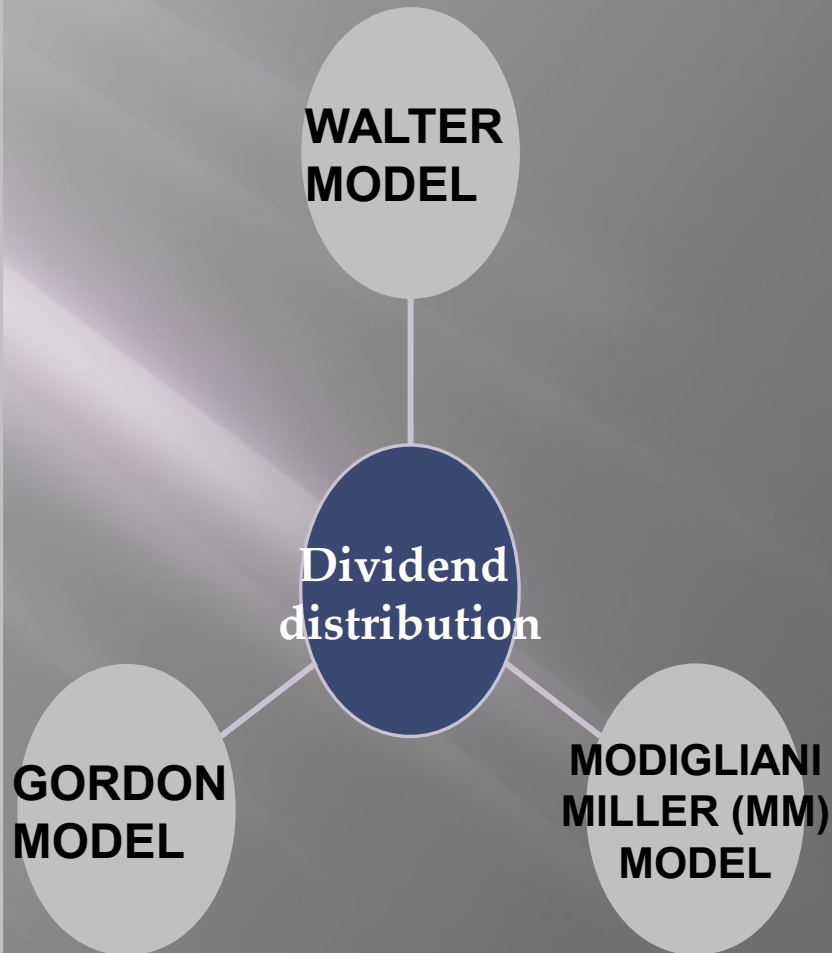 WALTER
MODEL
Dividend
distribution
GORDON
MODEL
MODIGLIANI
MILLER (MM)
MODEL